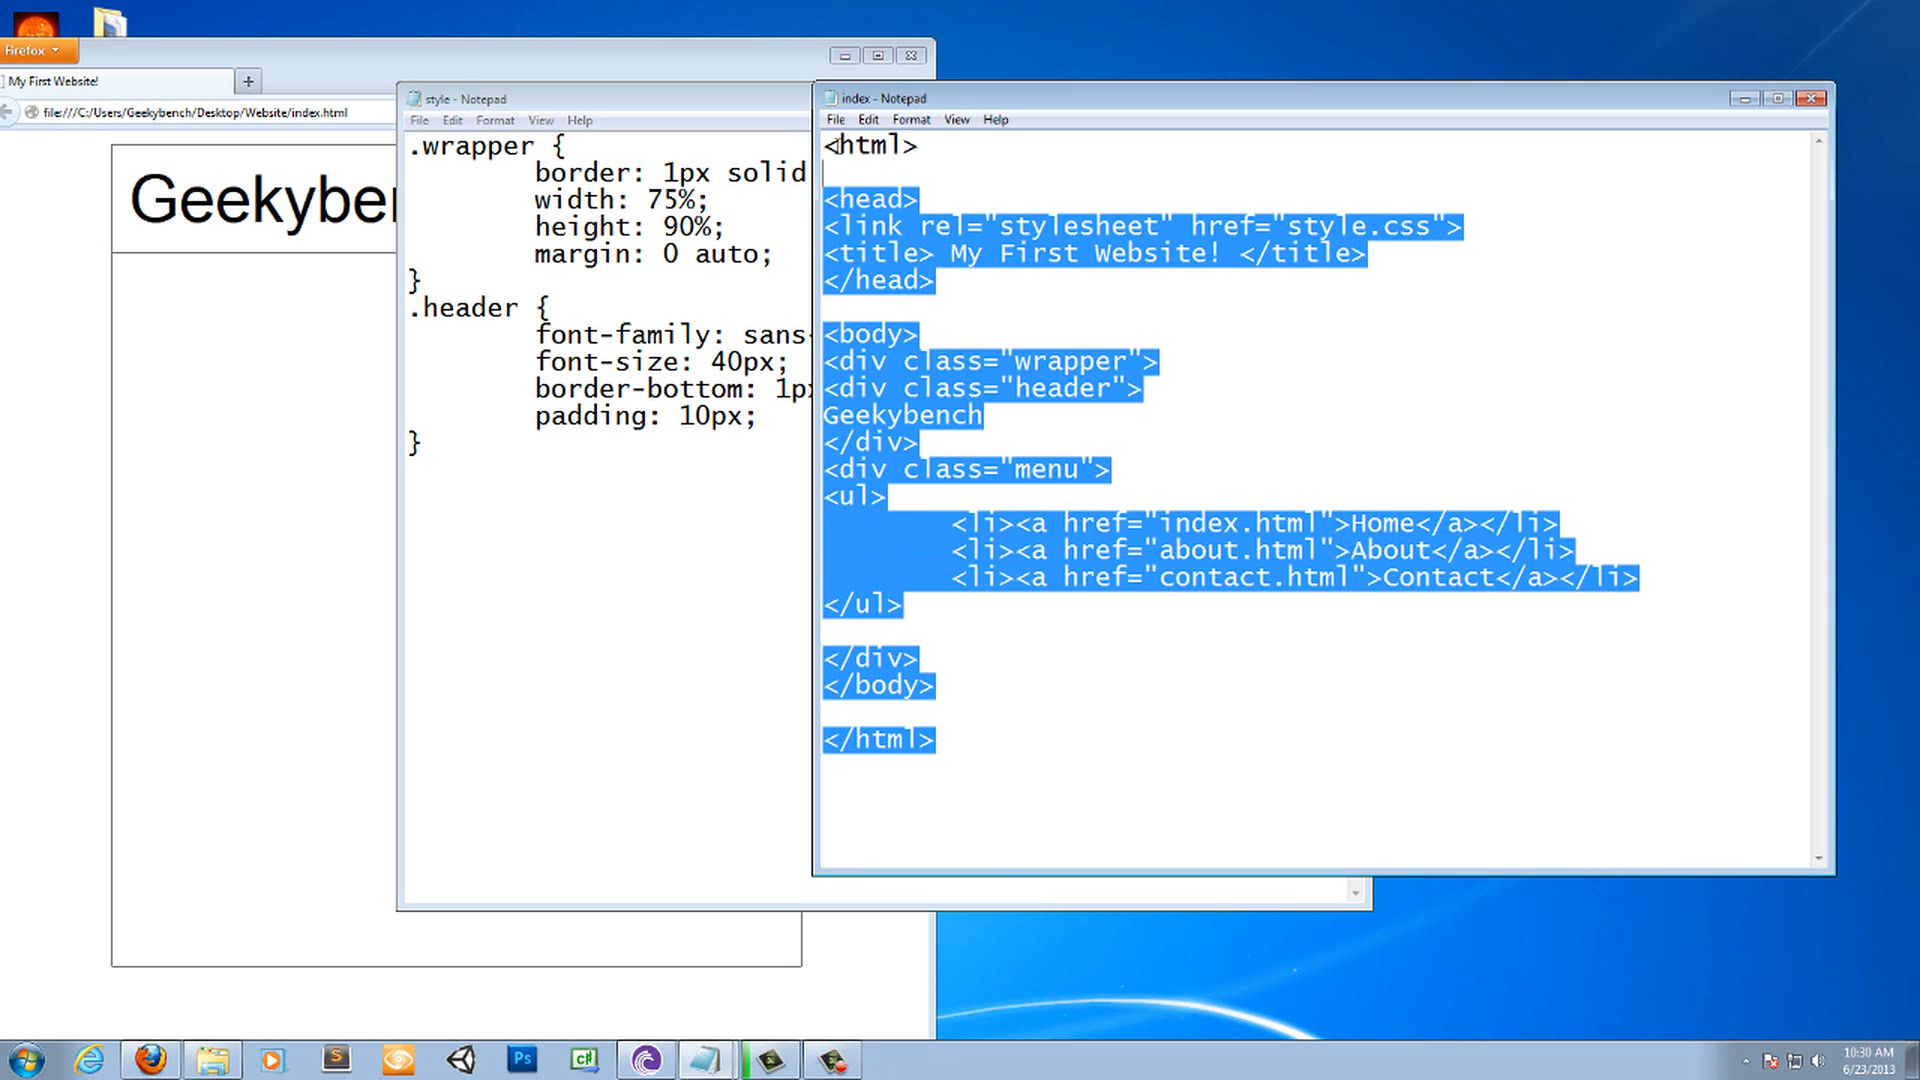 Firefox
My First Website!
file:///C:/Users/Geekybench/Desktop/Website/index.html
style - Notepad
File Edit Format View Help
.wrapper {
border: 1px solid
width: 75%;
height: 90%;
margin: 0 auto;
}
.header {
font-family: sans-
font-size: 40px;
border-bottom: 1px
padding: 10px;
}
index - Notepad
File Edit Format View Help
<html>
<head>
<link rel="stylesheet" href="style.css">
<title> My First Website! </title>
</head>
<body>
<div class="wrapper">
<div class="header">
Geekybench
</div>
<div class="menu">
<ul>
<li><a href="index.html">Home</a></li>
<li><a href="about.html">About</a></li>
<li><a href="contact.html">Contact</a></li>
</ul>
</div>
</body>
</html>
Geekyben
S
Ps
C#
10:30 AM
6/23/2013